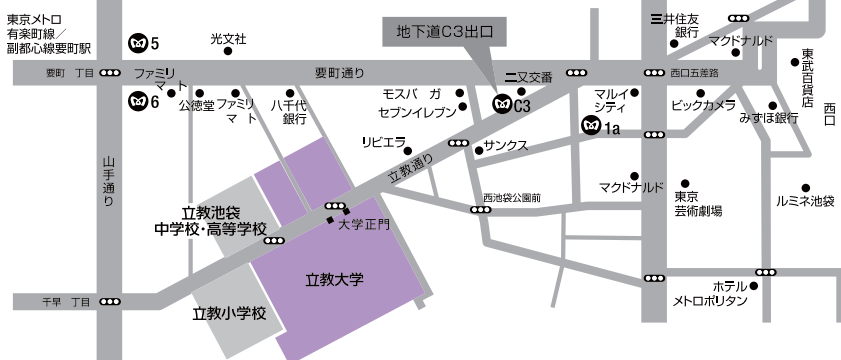 東京メトロ
有楽町線／
副都心線要町駅
5
光文社
地下道C3出口
三井住友
銀行
マクドナルド
東武百貨店
西口
要町　丁目
ファミリ
マ　ト
要町通り
二又交番
西口五差路
6
公徳堂
ファミリ
マ　ト
八千代
銀行
モスバ　ガ
セブンイレブン
C3
マルイ
シティ
ビックカメラ
みずほ銀行
1a
リビエラ
立教通り
サンクス
山手通り
マクドナルド
東京
芸術劇場
ルミネ池袋
西池袋公園前
立教池袋
中学校・高等学校
大学正門
立教大学
千早　丁目
立教小学校
ホテル
メトロポリタン